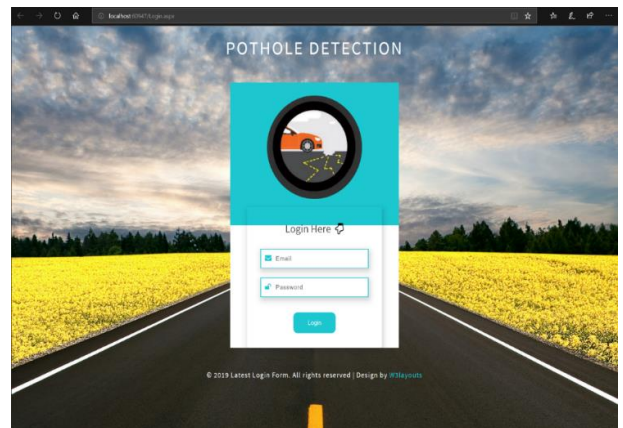 POTHOLE DETECTION
Login Here
Email
Password
Login
© 2019 Latest Login Form. All rights reserved | Design by W3layouts